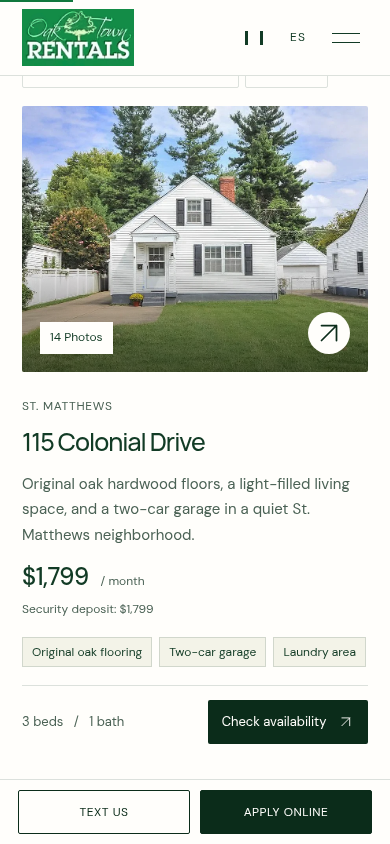 Oak Town
RENTALS
ES
14 Photos
ST. MATTHEWS
115 Colonial Drive
Original oak hardwood floors, a light-filled living
space, and a two-car garage in a quiet St.
Matthews neighborhood.
$1,799 / month
Security deposit: $1,799
Original oak flooring
Two-car garage
Laundry area
3 beds / 1 bath
Check availability
TEXT US
APPLY ONLINE